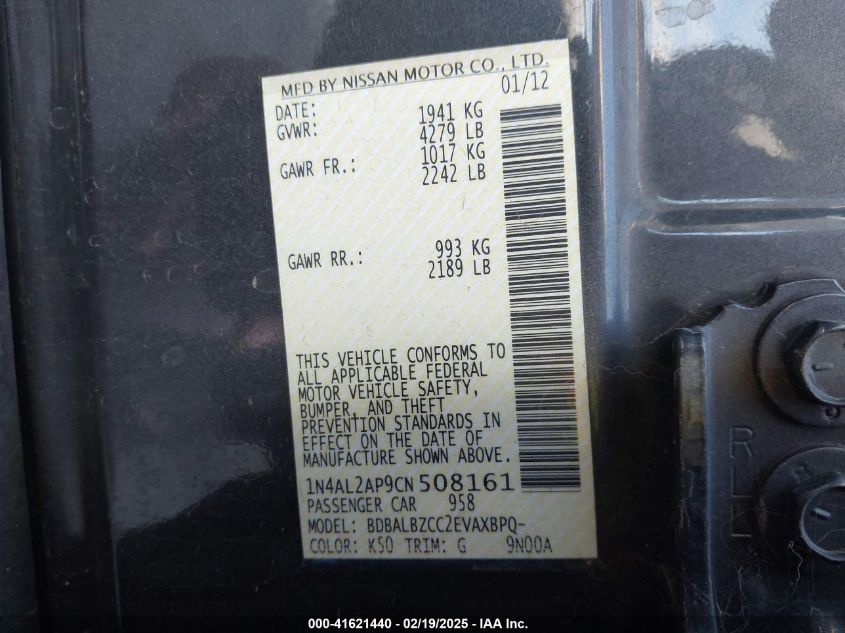 MFD BY NISSAN MOTOR CO., LTD.
DATE: 01/12
GVWR: 1941 KG
4279 LB
GAWR FR.: 1017 KG
2242 LB
GAWR RR.: 993 KG
2189 LB
THIS VEHICLE CONFORMS TO
ALL APPLICABLE FEDERAL
MOTOR VEHICLE SAFETY,
BUMPER, AND THEFT
PREVENTION STANDARDS IN
EFFECT ON THE DATE OF
MANUFACTURE SHOWN ABOVE.
1N4AL2AP9CN508161
PASSENGER CAR 958
MODEL: BDBALBZCC2EVAXBPQ-
COLOR: K50 TRIM: G 9N00A
RLL
000-41621440 - 02/19/2025 - IAA Inc.